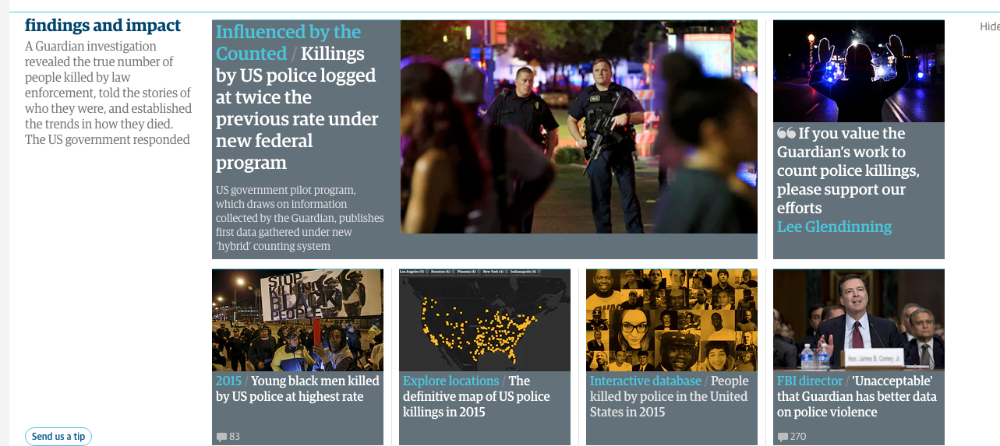 findings and impact
A Guardian investigation
revealed the true number of
people killed by law
enforcement, told the stories of
who they were, and established
the trends in how they died.
The US government responded
Send us a tip
Influenced by the
Counted / Killings
by US police logged
at twice the
previous rate under
new federal
program
US government pilot program,
which draws on information
collected by the Guardian, publishes
first data gathered under new
'hybrid' counting system
If you value the
Guardian's work to
count police killings,
please support our
efforts
Lee Glendinning
Hide
STOP
KILLING
BLACK
PEOPLE
2015 / Young black men killed
by US police at highest rate
83
Los Angeles (9) Houston (6) Phoenix (6) New York (4) Indianapolis (4)
Explore locations / The
definitive map of US police
killings in 2015
Interactive database / People
killed by police in the United
States in 2015
Hon. James B. Comey, Jr.
FBI director / 'Unacceptable'
that Guardian has better data
on police violence
270